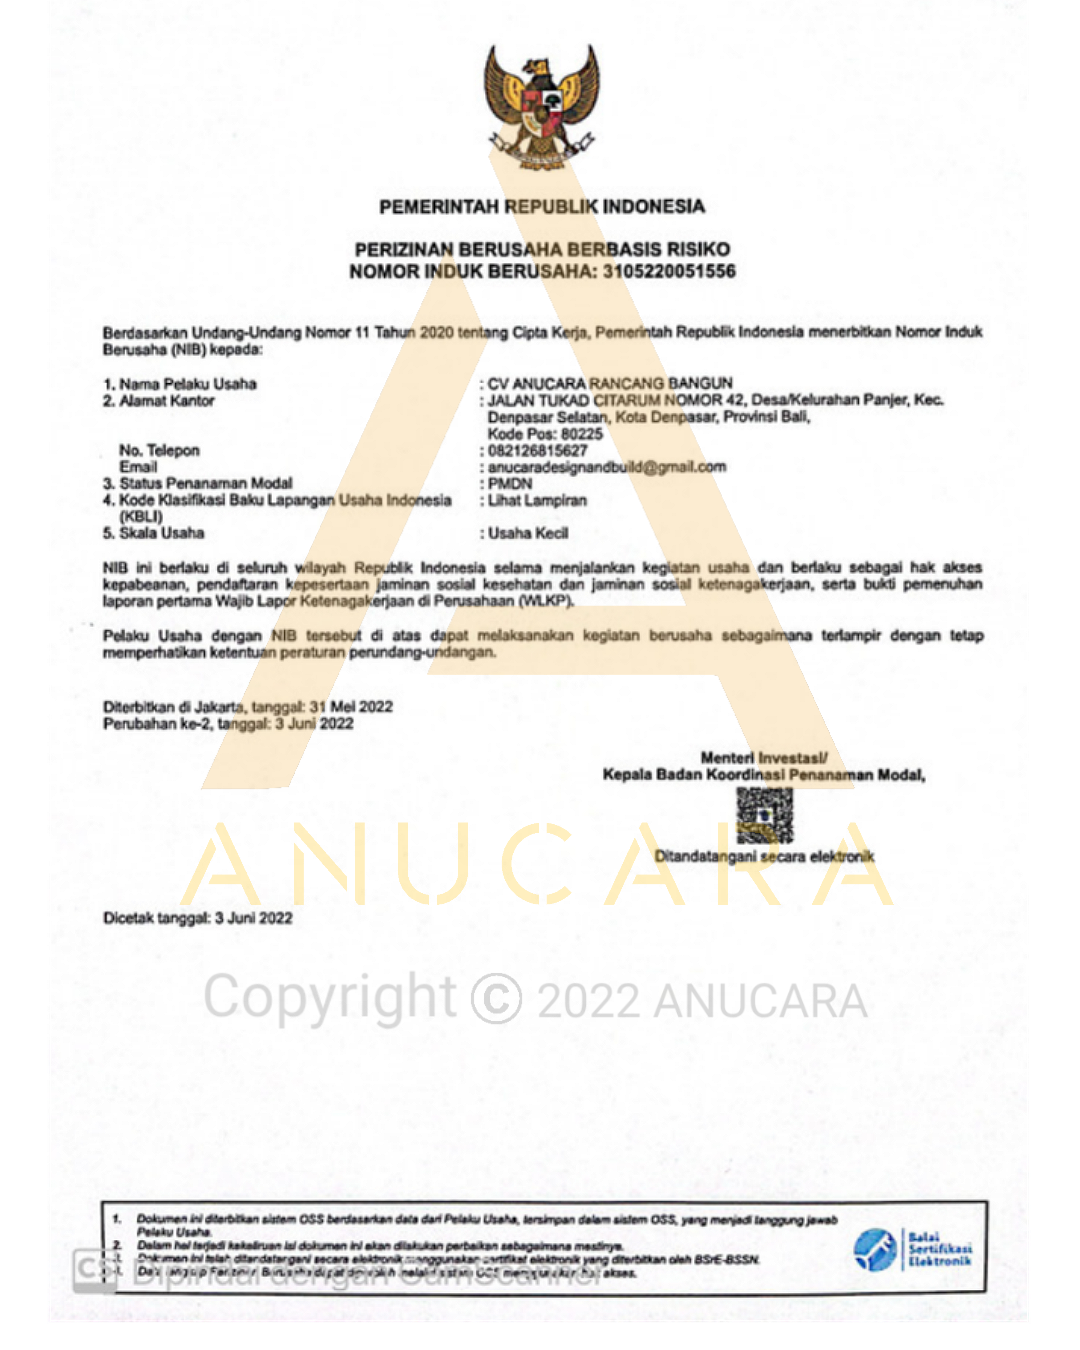 PEMERINTAH REPUBLIK INDONESIA
PERIZINAN BERUSAHA BERBASIS RISIKO
NOMOR INDUK BERUSAHA: 3105220051556
Berdasarkan Undang-Undang Nomor 11 Tahun 2020 tentang Cipta Kerja, Pemerintah Republik Indonesia menerbitkan Nomor Induk
Berusaha (NIB) kepada:
1. Nama Pelaku Usaha : CV ANUCARA RANCANG BANGUN
2. Alamat Kantor : JALAN TUKAD CITARUM NOMOR 42, Desa/Kelurahan Panjer, Kec.
Denpasar Selatan, Kota Denpasar, Provinsi Bali,
Kode Pos: 80225
No. Telepon : 082126815627
Email : anucaradesignandbuild@gmail.com
3. Status Penanaman Modal : PMDN
4. Kode Klasifikasi Baku Lapangan Usaha Indonesia : Lihat Lampiran
(KBLI)
5. Skala Usaha : Usaha Kecil
NIB ini berlaku di seluruh wilayah Republik Indonesia selama menjalankan kegiatan usaha dan berlaku sebagai hak akses
kepabeanan, pendaftaran kepesertaan jaminan sosial kesehatan dan jaminan sosial ketenagakerjaan, serta bukti pemenuhan
laporan pertama Wajib Lapor Ketenagakerjaan di Perusahaan (WLKP).
Pelaku Usaha dengan NIB tersebut di atas dapat melaksanakan kegiatan berusaha sebagaimana terlampir dengan tetap
memperhatikan ketentuan peraturan perundang-undangan.
Diterbitkan di Jakarta, tanggal: 31 Mei 2022
Perubahan ke-2, tanggal: 3 Juni 2022
Menteri Investasi/
Kepala Badan Koordinasi Penanaman Modal,
Ditandatangani secara elektronik
ANUCARA
Dicetak tanggal: 3 Juni 2022
Copyright © 2022 ANUCARA
1. Dokumen ini diterbitkan sistem OSS berdasarkan data dari Pelaku Usaha, tersimpan dalam sistem OSS, yang menjadi tanggung jawab
Pelaku Usaha.
2. Dalam hal terjadi kekeliruan isi dokumen ini akan dilakukan perbaikan sebagaimana mestinya.
3. Dokumen ini telah ditandatangani secara elektronik menggunakan sertifikat elektronik yang diterbitkan oleh BSrE-BSSN.
4. Data lengkap Perizinan Berusaha dapat diperoleh melalui sistem OSS menggunakan hak akses.
Balai
Sertifikasi
Elektronik
CS Dipindai dengan CamScanner